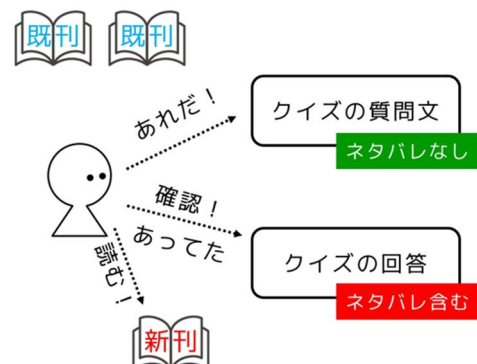 既刊 既刊
あれだ！
クイズの質問文
ネタバレなし
確認！
あってた
クイズの回答
ネタバレ含む
読む！
新刊